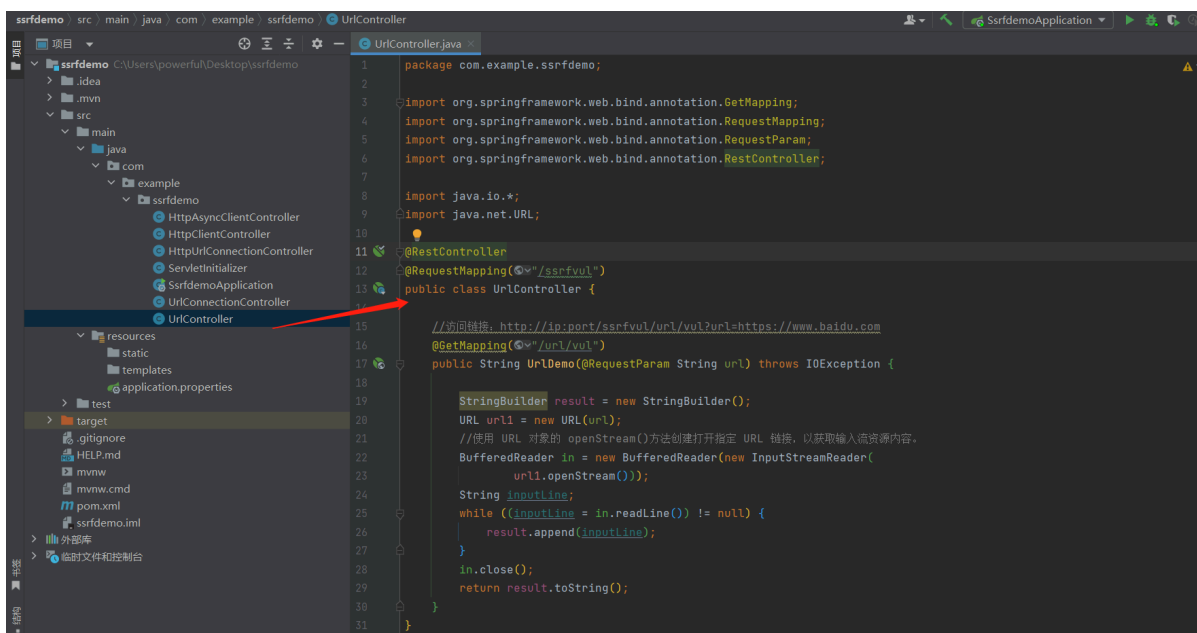 ssrfdemo 〉 src 〉 main 〉 java 〉 com 〉 example 〉 ssrfdemo 〉 UrlController
SsrfdemoApplication
项目
项目
UrlController.java ×
ssrfdemo C:\Users\powerful\Desktop\ssrfdemo
.idea
.mvn
src
main
java
com
example
ssrfdemo
HttpAsyncClientController
HttpClientController
HttpUrlConnectionController
ServletInitializer
SsrfdemoApplication
UrlConnectionController
UrlController
resources
static
templates
application.properties
test
target
.gitignore
HELP.md
mvnw
mvnw.cmd
pom.xml
ssrfdemo.iml
外部库
临时文件和控制台
书签
结构
1 package com.example.ssrfdemo;
2
3 import org.springframework.web.bind.annotation.GetMapping;
4 import org.springframework.web.bind.annotation.RequestMapping;
5 import org.springframework.web.bind.annotation.RequestParam;
6 import org.springframework.web.bind.annotation.RestController;
7
8 import java.io.*;
9 import java.net.URL;
10
11 @RestController
12 @RequestMapping("/ssrfvul")
13 public class UrlController {
14
15 //访问链接：http://ip:port/ssrfvul/url/vul?url=https://www.baidu.com
16 @GetMapping("/url/vul")
17 public String UrlDemo(@RequestParam String url) throws IOException {
18
19 StringBuilder result = new StringBuilder();
20 URL url1 = new URL(url);
21 //使用 URL 对象的 openStream()方法创建打开指定 URL 链接，以获取输入流资源内容。
22 BufferedReader in = new BufferedReader(new InputStreamReader(
23 url1.openStream()));
24 String inputLine;
25 while ((inputLine = in.readLine()) != null) {
26 result.append(inputLine);
27 }
28 in.close();
29 return result.toString();
30 }
31 }